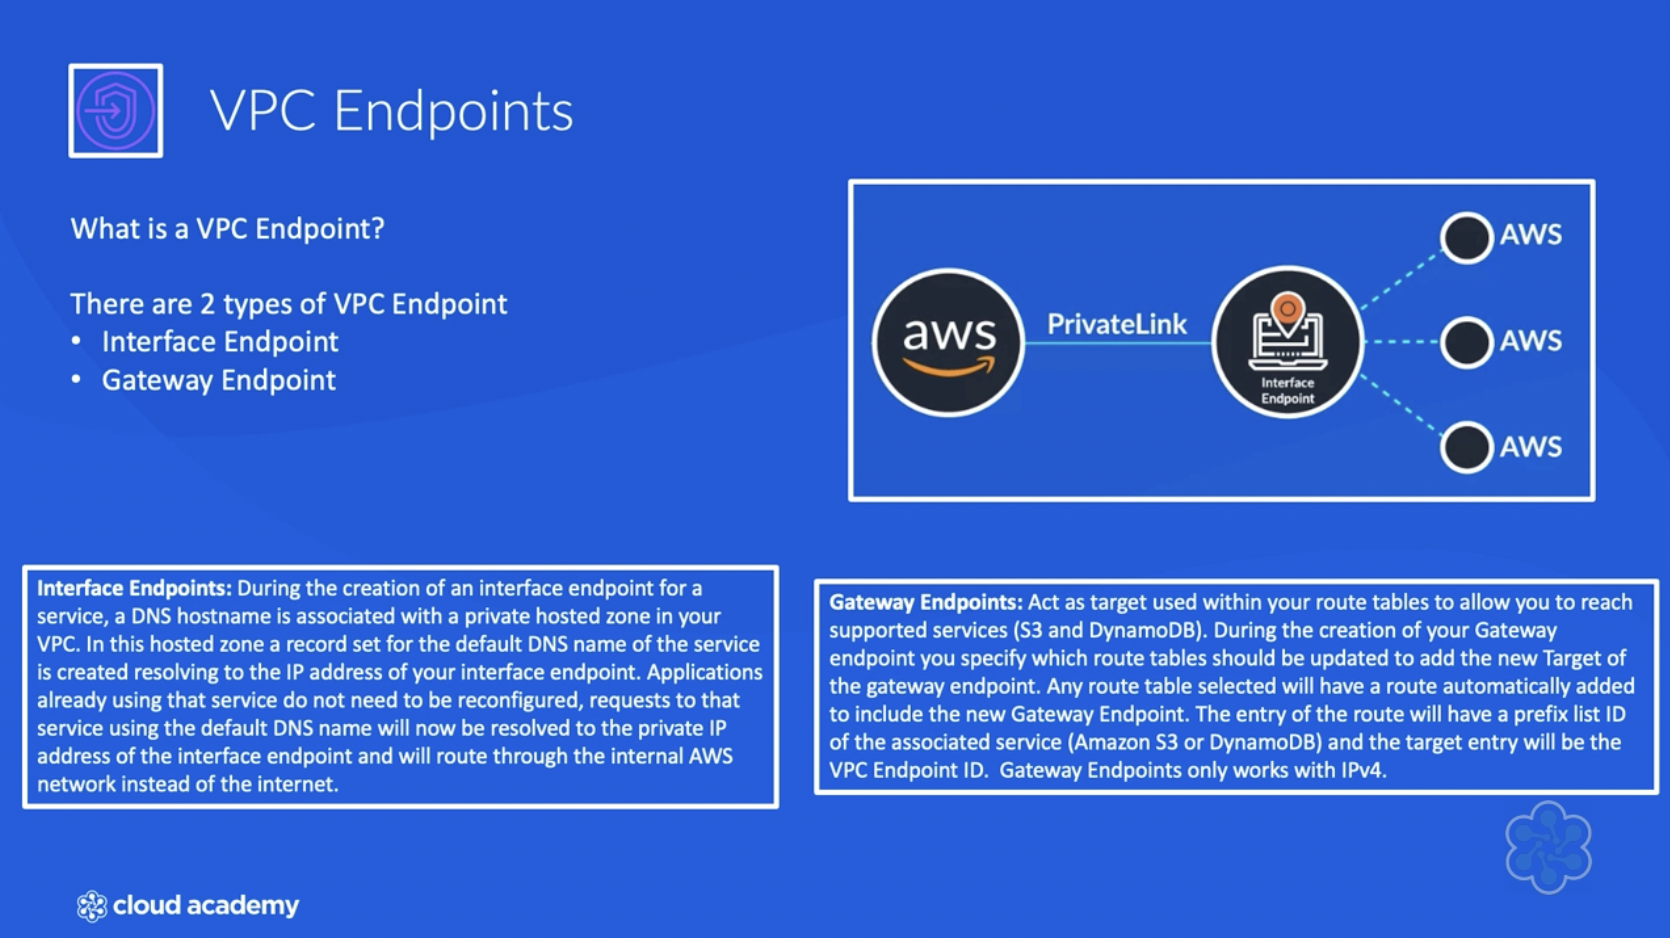 VPC Endpoints
What is a VPC Endpoint?
There are 2 types of VPC Endpoint
• Interface Endpoint
• Gateway Endpoint
aws
PrivateLink
Interface
Endpoint
AWS
AWS
AWS
Interface Endpoints: During the creation of an interface endpoint for a
service, a DNS hostname is associated with a private hosted zone in your
VPC. In this hosted zone a record set for the default DNS name of the service
is created resolving to the IP address of your interface endpoint. Applications
already using that service do not need to be reconfigured, requests to that
service using the default DNS name will now be resolved to the private IP
address of the interface endpoint and will route through the internal AWS
network instead of the internet.
Gateway Endpoints: Act as target used within your route tables to allow you to reach
supported services (S3 and DynamoDB). During the creation of your Gateway
endpoint you specify which route tables should be updated to add the new Target of
the gateway endpoint. Any route table selected will have a route automatically added
to include the new Gateway Endpoint. The entry of the route will have a prefix list ID
of the associated service (Amazon S3 or DynamoDB) and the target entry will be the
VPC Endpoint ID.  Gateway Endpoints only works with IPv4.
cloud academy